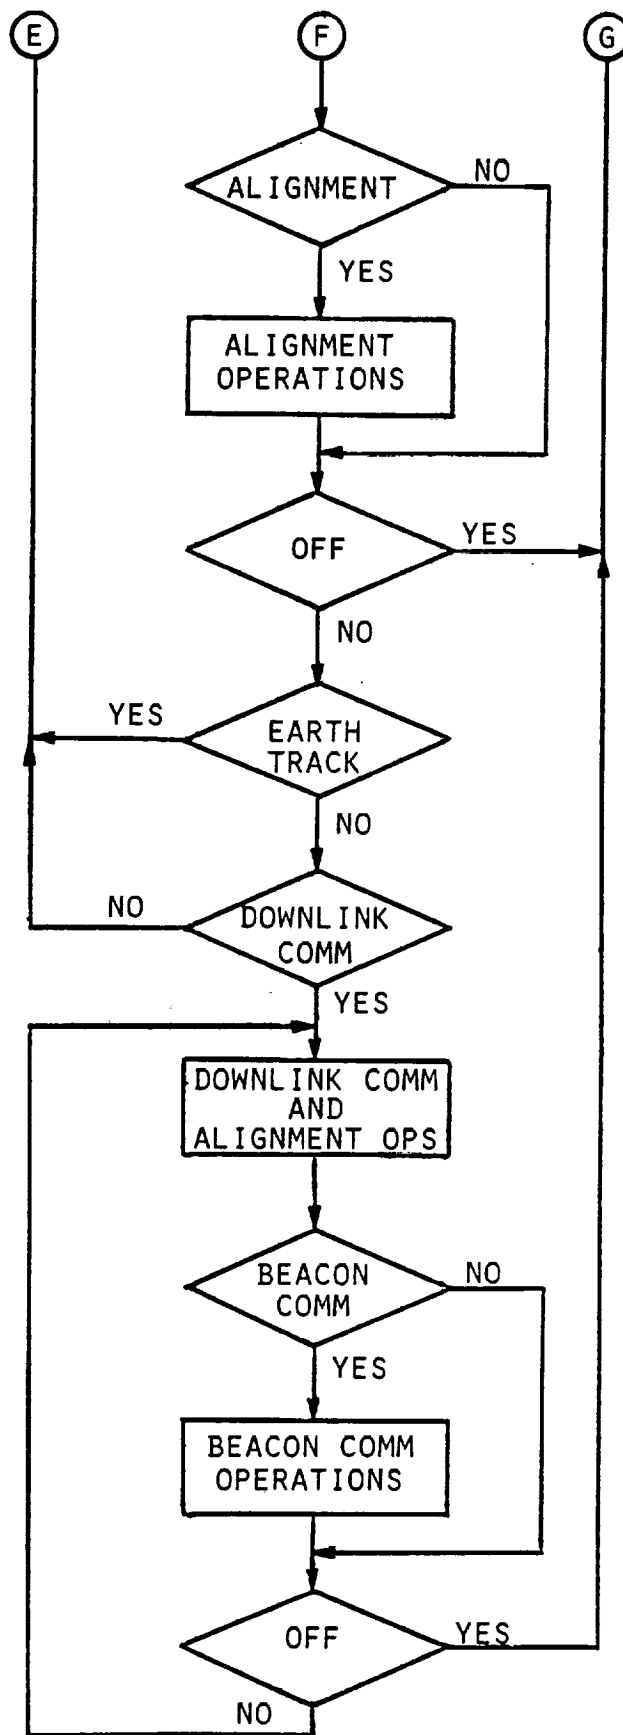 E
F
G
ALIGNMENT
NO
YES
ALIGNMENT
OPERATIONS
OFF
YES
NO
YES
EARTH
TRACK
NO
NO
DOWNLINK
COMM
YES
DOWNLINK COMM
AND
ALIGNMENT OPS
BEACON
COMM
NO
YES
BEACON COMM
OPERATIONS
OFF
YES
NO